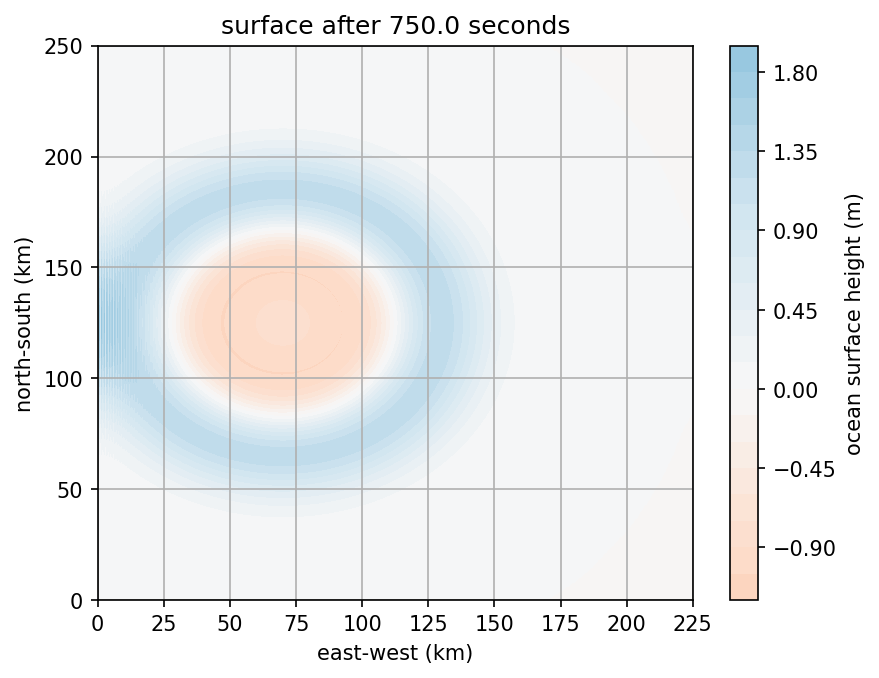 surface after 750.0 seconds
250
200
150
100
50
0
north-south (km)
0 25 50 75 100 125 150 175 200 225
east-west (km)
1.80
1.35
0.90
0.45
0.00
−0.45
−0.90
ocean surface height (m)